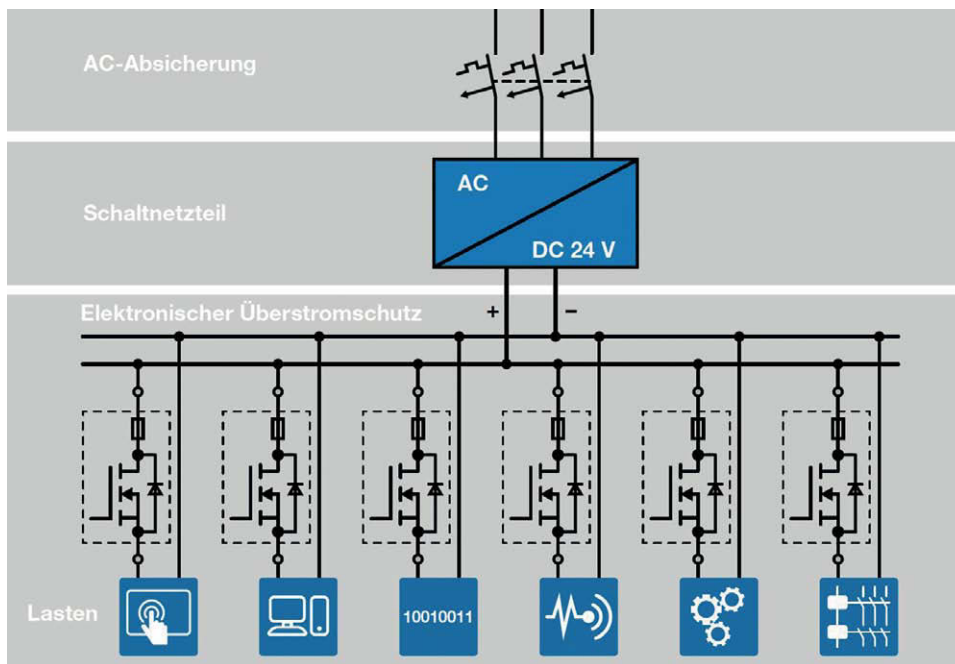 AC-Absicherung
Schaltnetzteil
AC
DC 24 V
Elektronischer Überstromschutz
+ −
Lasten
10010011